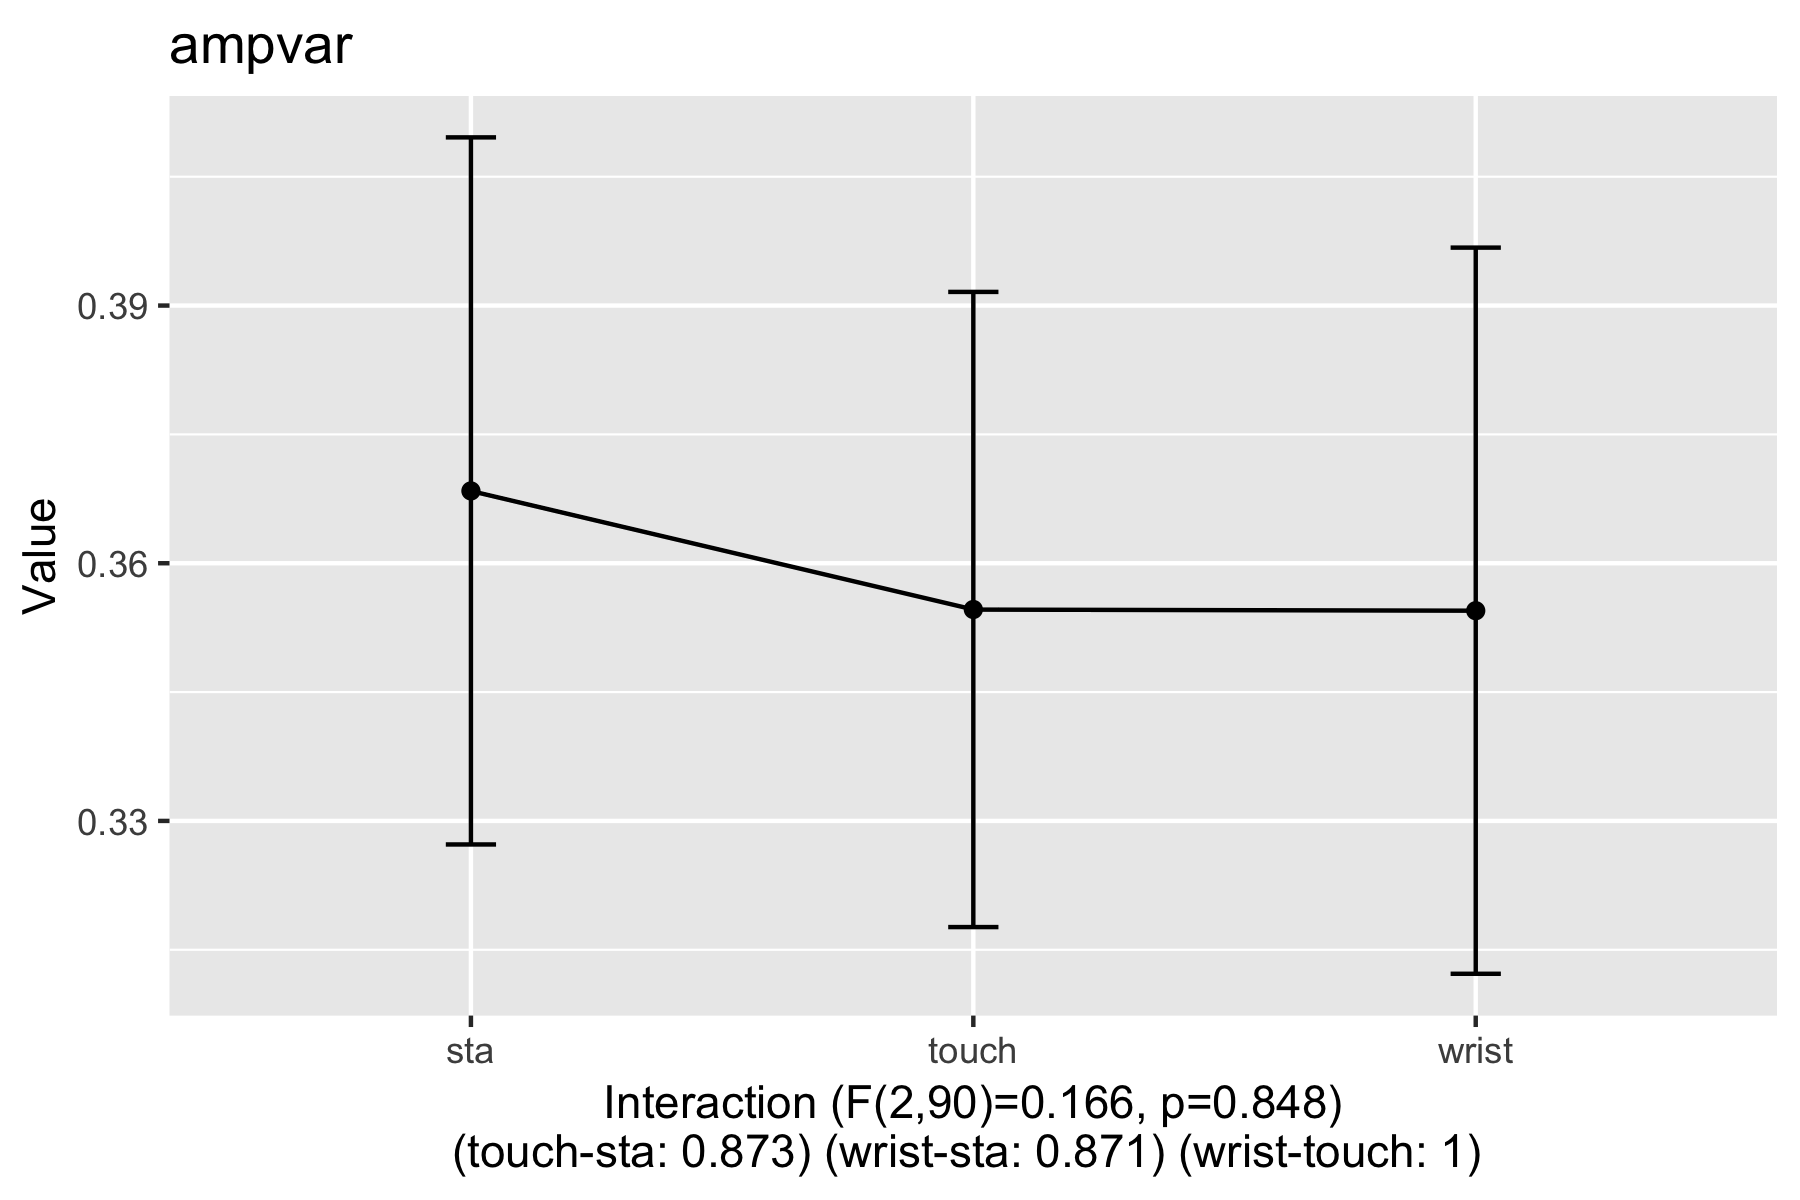 ampvar
Value
0.39
0.36
0.33
sta touch wrist
Interaction (F(2,90)=0.166, p=0.848)
(touch-sta: 0.873) (wrist-sta: 0.871) (wrist-touch: 1)